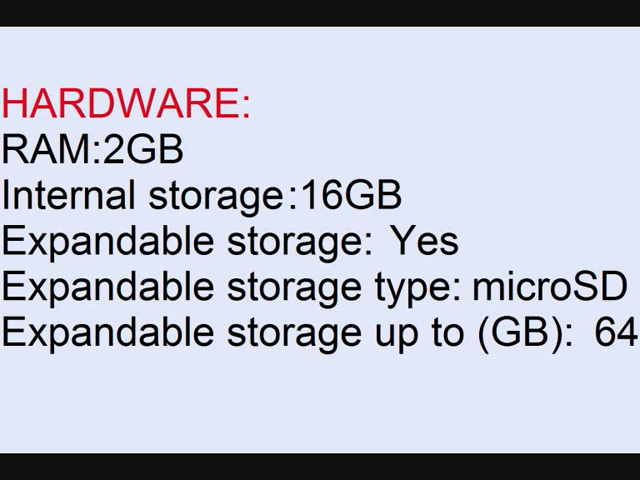 HARDWARE:
RAM:2GB
Internal storage:16GB
Expandable storage: Yes
Expandable storage type: microSD
Expandable storage up to (GB): 64